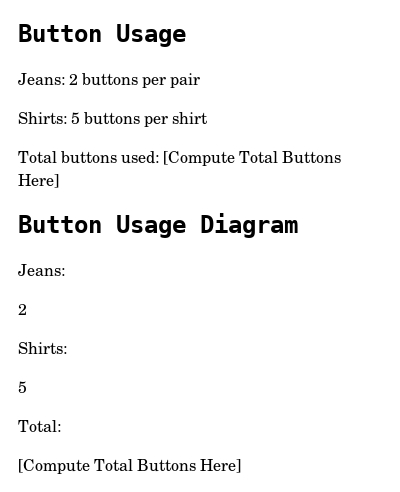 Button Usage
Jeans: 2 buttons per pair
Shirts: 5 buttons per shirt
Total buttons used: [Compute Total Buttons
Here]
Button Usage Diagram
Jeans:
2
Shirts:
5
Total:
[Compute Total Buttons Here]